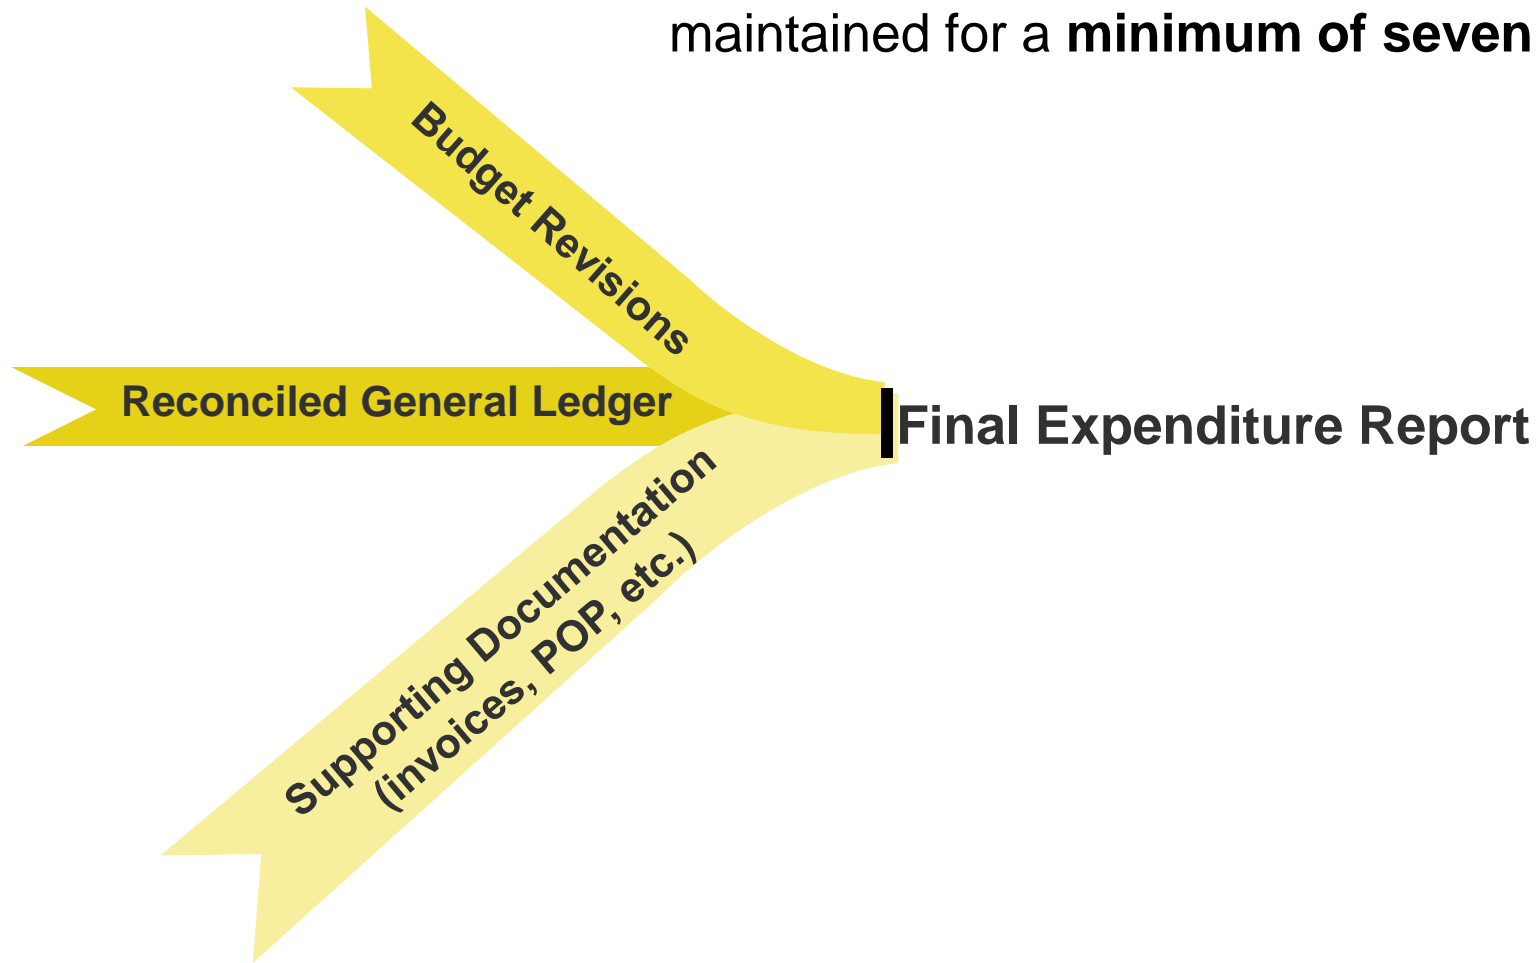 maintained for a minimum of seven
Budget Revisions
Reconciled General Ledger
Final Expenditure Report
Supporting Documentation
(invoices, POP, etc.)